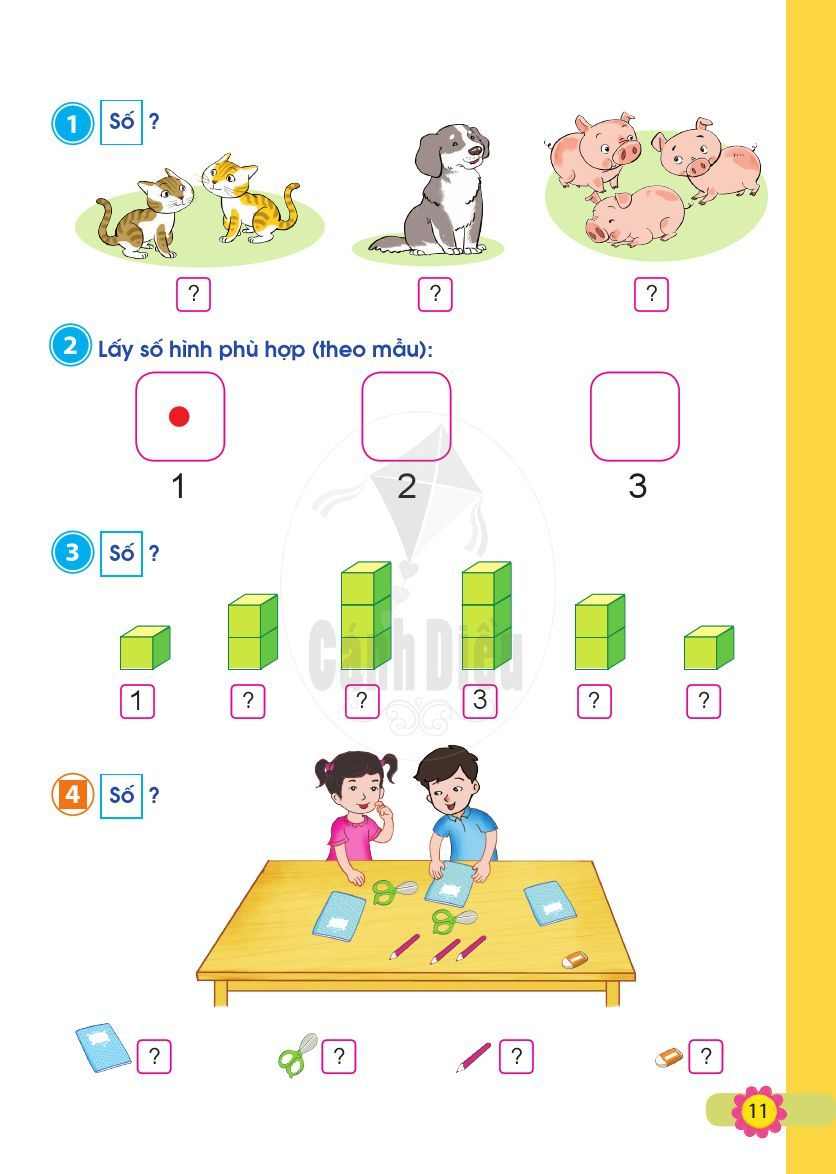 1 Số ?
? ? ?
2 Lấy số hình phù hợp (theo mẫu):
1 2 3
3 Số ?
Cánh Diều
1 ? ? 3 ? ?
4 Số ?
? ? ? ?
11